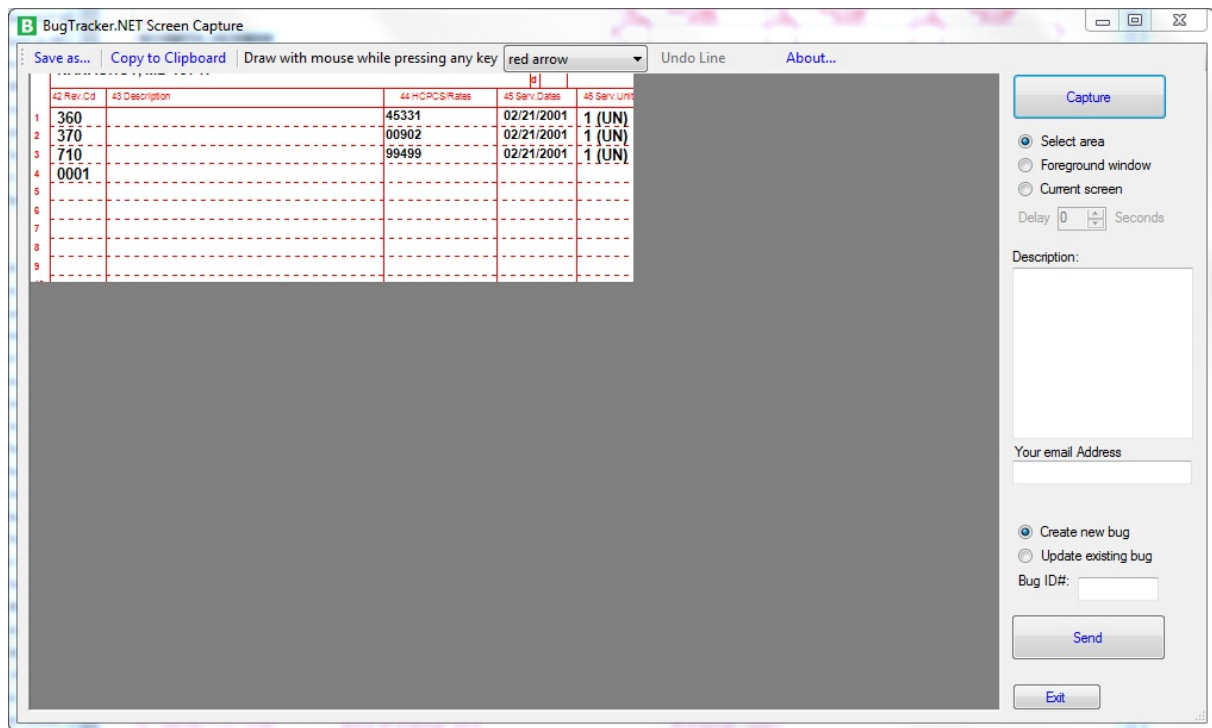 BugTracker.NET Screen Capture
Save as... Copy to Clipboard Draw with mouse while pressing any key red arrow Undo Line About...
d
42 Rev.Cd 43 Description 44 HCPCS/Rates 45 Serv.Dates 46 Serv.Unit
1 360 45331 02/21/2001 1 (UN)
2 370 00902 02/21/2001 1 (UN)
3 710 99499 02/21/2001 1 (UN)
4 0001
5
6
7
8
9
Capture
Select area
Foreground window
Current screen
Delay 0 Seconds
Description:
Your email Address
Create new bug
Update existing bug
Bug ID#:
Send
Exit